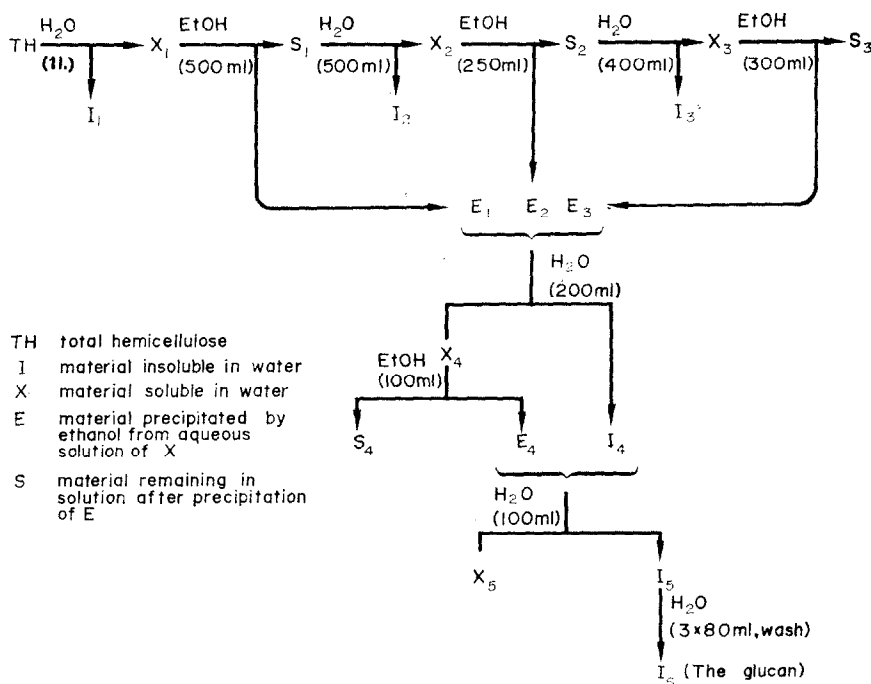 H₂O EtOH H₂O EtOH H₂O EtOH
TH X₁ S₁ X₂ S₂ X₃ S₃
(1l.) (500ml) (500ml) (250ml) (400ml) (300ml)
I₁ I₂ I₃
E₁ E₂ E₃
H₂O
(200ml)
X₄
EtOH
(100ml)
S₄ E₄ I₄
H₂O
(100ml)
X₅ I₅
H₂O
(3×80ml, wash)
I₆ (The glucan)
TH total hemicellulose
I material insoluble in water
X material soluble in water
E material precipitated by
ethanol from aqueous
solution of X
S material remaining in
solution after precipitation
of E